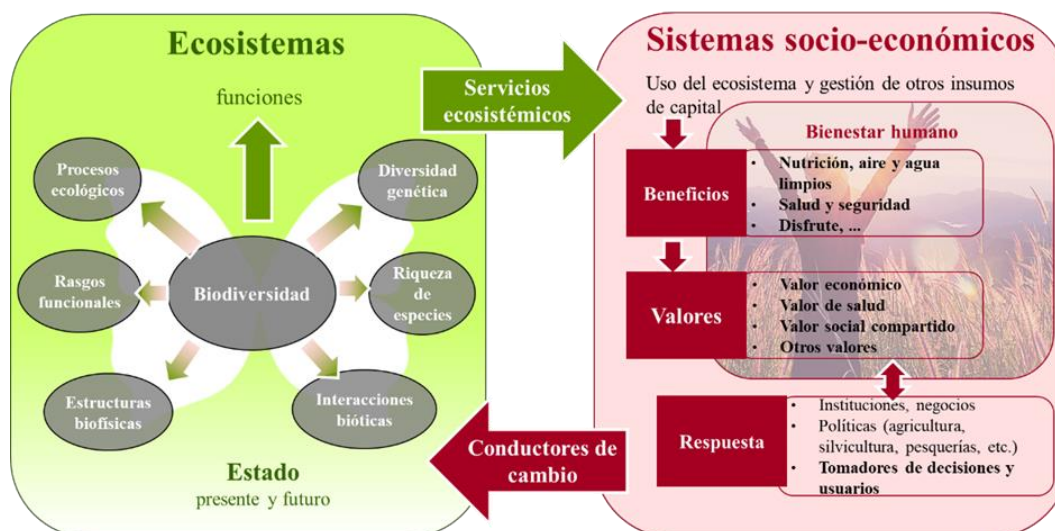 Ecosistemas
funciones
Procesos
ecológicos
Diversidad
genética
Rasgos
funcionales
Biodiversidad
Riqueza
de
especies
Estructuras
biofísicas
Interacciones
bióticas
Estado
presente y futuro
Servicios
ecosistémicos
Conductores de
cambio
Sistemas socio-económicos
Uso del ecosistema y gestión de otros insumos
de capital
Bienestar humano
Beneficios
• Nutrición, aire y agua
limpios
• Salud y seguridad
• Disfrute, ...
Valores
• Valor económico
• Valor de salud
• Valor social compartido
• Otros valores
Respuesta
• Instituciones, negocios
• Políticas (agricultura,
silvicultura, pesquerías, etc.)
• Tomadores de decisiones y
usuarios